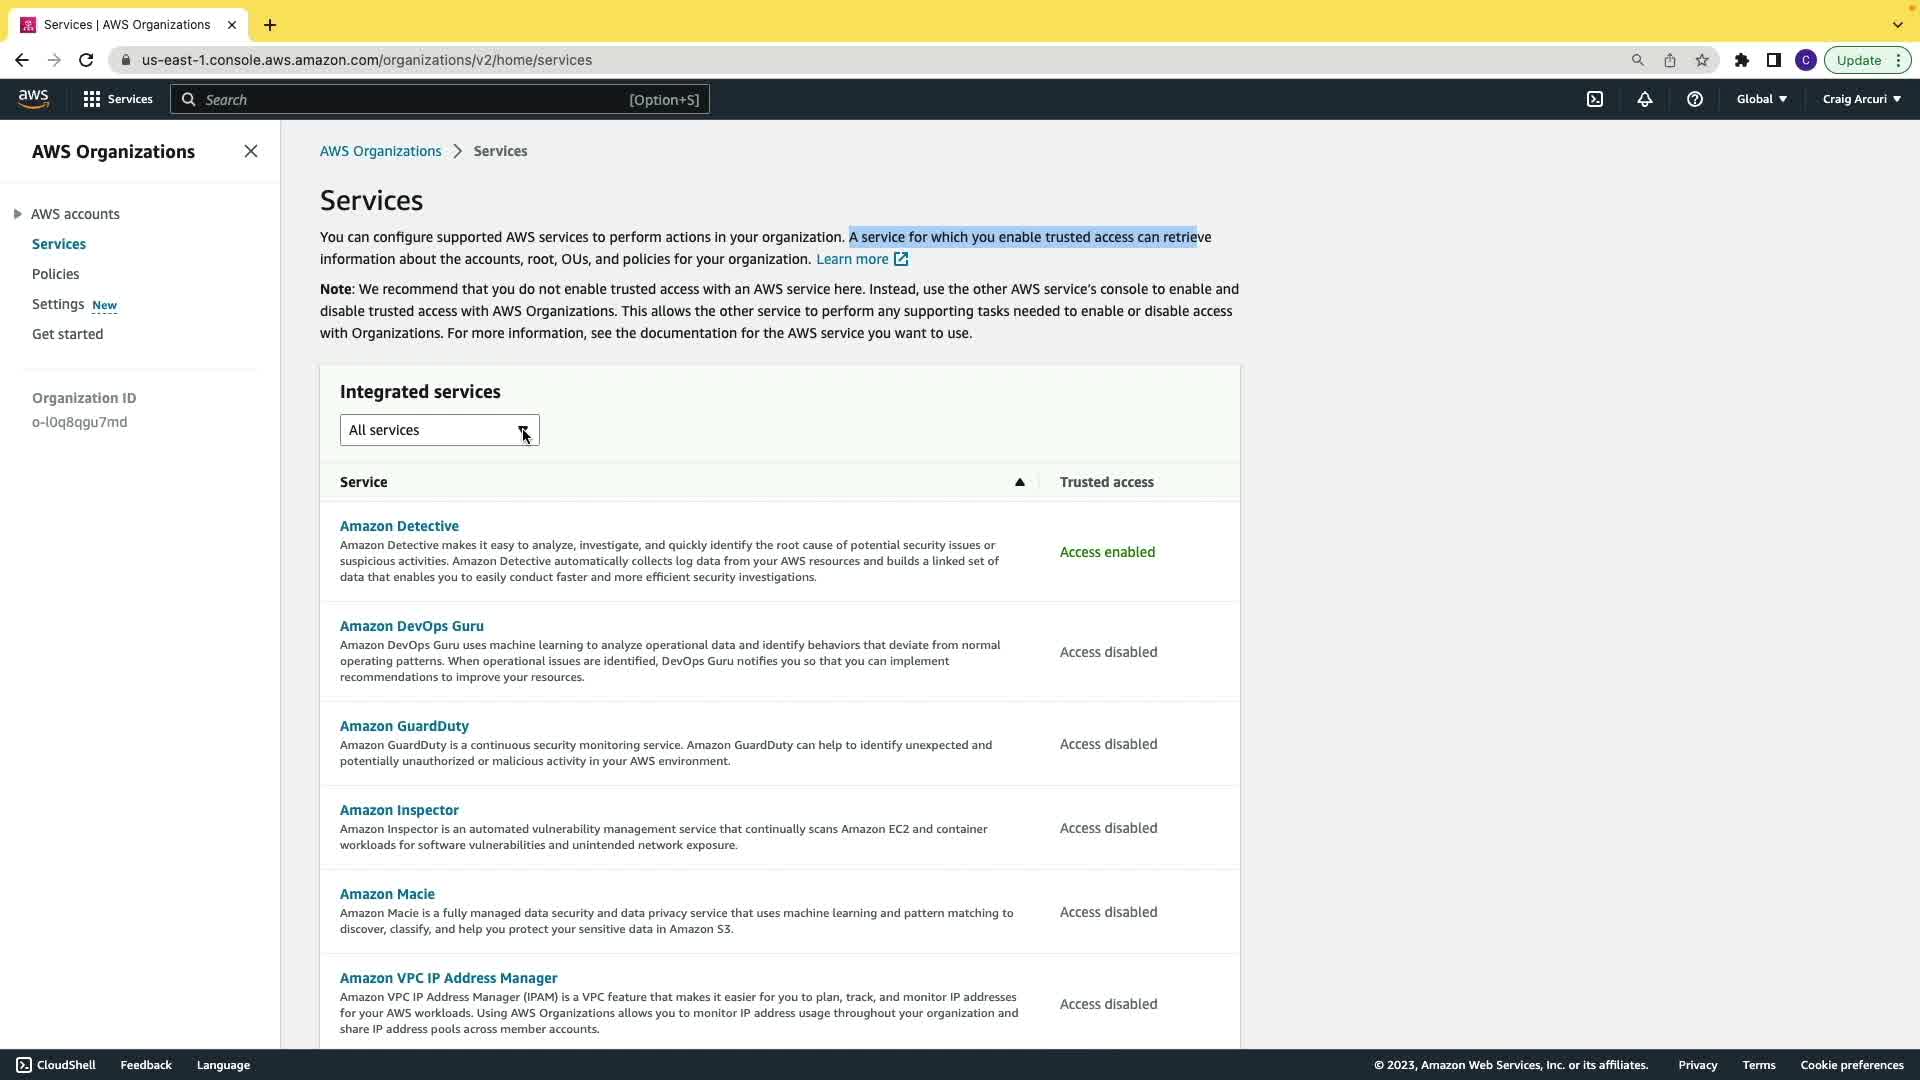 Services | AWS Organizations
us-east-1.console.aws.amazon.com/organizations/v2/home/services
C
Update
aws
Services
Search
[Option+S]
Global
Craig Arcuri
AWS Organizations
AWS accounts
Services
Policies
Settings New
Get started
Organization ID
o-l0q8qgu7md
AWS Organizations > Services
Services
You can configure supported AWS services to perform actions in your organization. A service for which you enable trusted access can retrieve
information about the accounts, root, OUs, and policies for your organization. Learn more
Note: We recommend that you do not enable trusted access with an AWS service here. Instead, use the other AWS service's console to enable and
disable trusted access with AWS Organizations. This allows the other service to perform any supporting tasks needed to enable or disable access
with Organizations. For more information, see the documentation for the AWS service you want to use.
Integrated services
All services
Service
Trusted access
Amazon Detective
Amazon Detective makes it easy to analyze, investigate, and quickly identify the root cause of potential security issues or
suspicious activities. Amazon Detective automatically collects log data from your AWS resources and builds a linked set of
data that enables you to easily conduct faster and more efficient security investigations.
Access enabled
Amazon DevOps Guru
Amazon DevOps Guru uses machine learning to analyze operational data and identify behaviors that deviate from normal
operating patterns. When operational issues are identified, DevOps Guru notifies you so that you can implement
recommendations to improve your resources.
Access disabled
Amazon GuardDuty
Amazon GuardDuty is a continuous security monitoring service. Amazon GuardDuty can help to identify unexpected and
potentially unauthorized or malicious activity in your AWS environment.
Access disabled
Amazon Inspector
Amazon Inspector is an automated vulnerability management service that continually scans Amazon EC2 and container
workloads for software vulnerabilities and unintended network exposure.
Access disabled
Amazon Macie
Amazon Macie is a fully managed data security and data privacy service that uses machine learning and pattern matching to
discover, classify, and help you protect your sensitive data in Amazon S3.
Access disabled
Amazon VPC IP Address Manager
Amazon VPC IP Address Manager (IPAM) is a VPC feature that makes it easier for you to plan, track, and monitor IP addresses
for your AWS workloads. Using AWS Organizations allows you to monitor IP address usage throughout your organization and
share IP address pools across member accounts.
Access disabled
CloudShell
Feedback
Language
© 2023, Amazon Web Services, Inc. or its affiliates.
Privacy
Terms
Cookie preferences